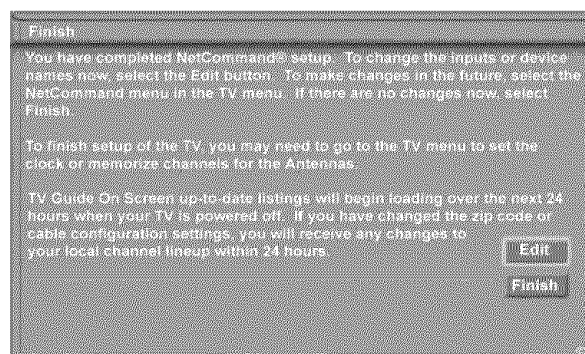 Finish
You have completed NetCommand® setup. To change the inputs or device
names now, select the Edit button. To make changes in the future, select the
NetCommand menu in the TV menu. If there are no changes now, select
Finish.
To finish setup of the TV, you may need to go to the TV menu to set the
clock or memorize channels for the Antennas.
TV Guide On Screen up-to-date listings will begin loading over the next 24
hours when your TV is powered off. If you have changed the zip code or
cable configuration settings, you will receive any changes to
your local channel lineup within 24 hours.
Edit
Finish